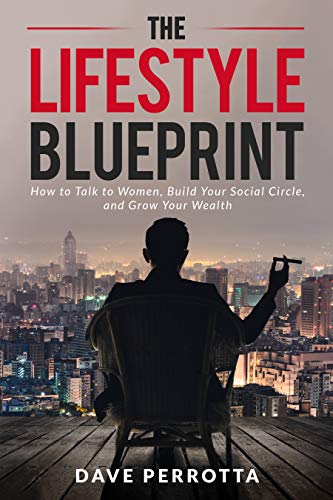 THE
LIFESTYLE
BLUEPRINT
How to Talk to Women, Build Your Social Circle,
and Grow Your Wealth
DAVE PERROTTA